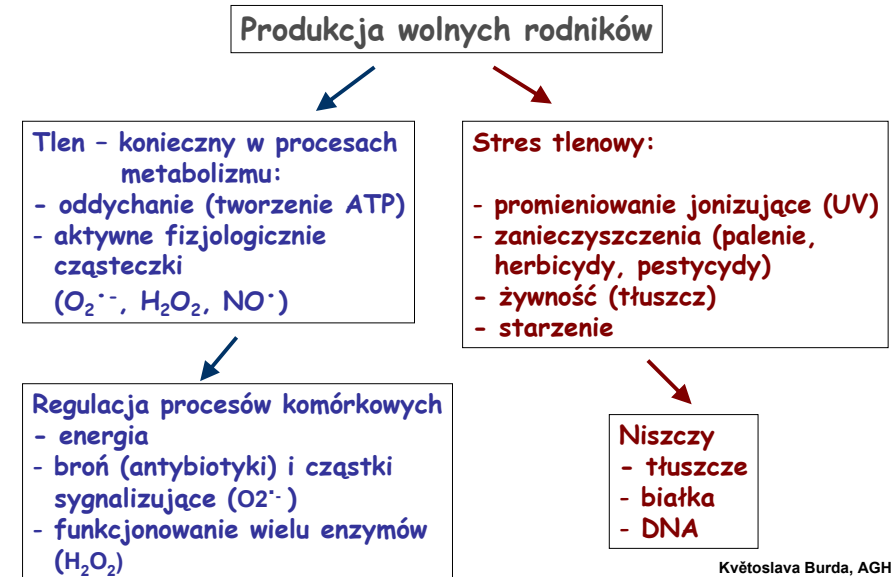 Produkcja wolnych rodników
Tlen – konieczny w procesach
metabolizmu:
- oddychanie (tworzenie ATP)
- aktywne fizjologicznie
cząsteczki
(O₂˙⁻, H₂O₂, NO˙)
Regulacja procesów komórkowych
- energia
- broń (antybiotyki) i cząstki
sygnalizujące (O2˙⁻ )
- funkcjonowanie wielu enzymów
(H₂O₂)
Stres tlenowy:
- promieniowanie jonizujące (UV)
- zanieczyszczenia (palenie,
herbicydy, pestycydy)
- żywność (tłuszcz)
- starzenie
Niszczy
- tłuszcze
- białka
- DNA
Květoslava Burda, AGH